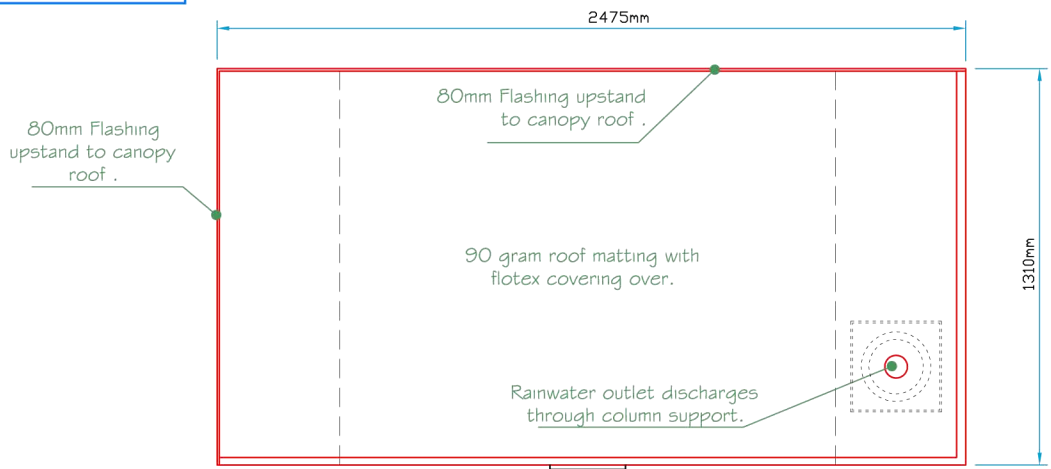 2475mm
80mm Flashing upstand
to canopy roof .
80mm Flashing
upstand to canopy
roof .
90 gram roof matting with
flotex covering over.
1310mm
Rainwater outlet discharges
through column support.